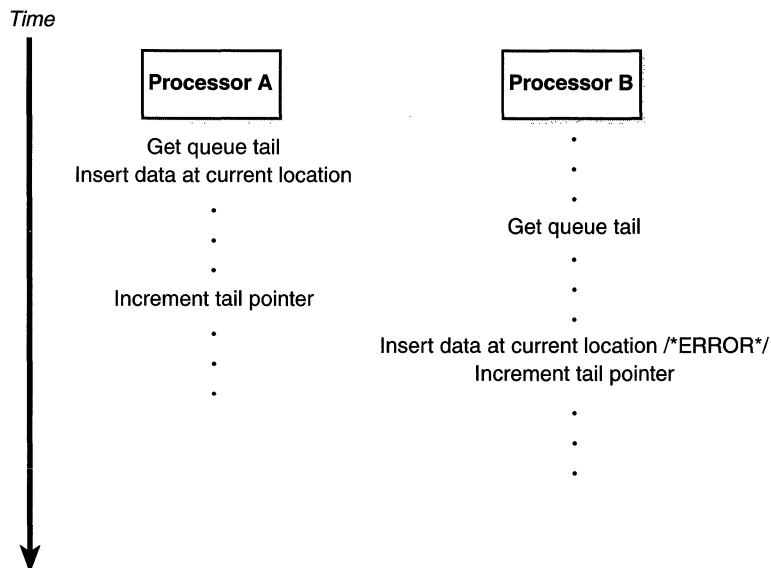 Time
Processor A
Processor B
Get queue tail
Insert data at current location
Get queue tail
Increment tail pointer
Insert data at current location /*ERROR*/
Increment tail pointer